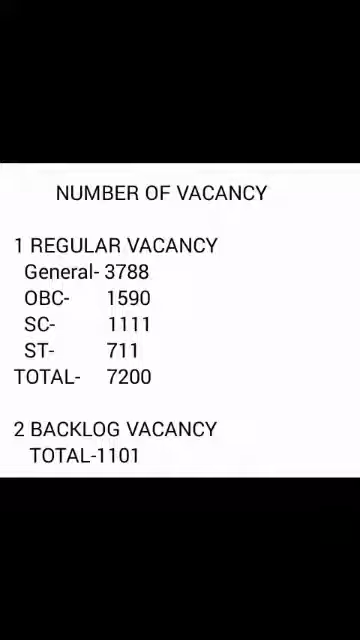 NUMBER OF VACANCY
1 REGULAR VACANCY
General- 3788
OBC- 1590
SC- 1111
ST- 711
TOTAL- 7200
2 BACKLOG VACANCY
TOTAL-1101